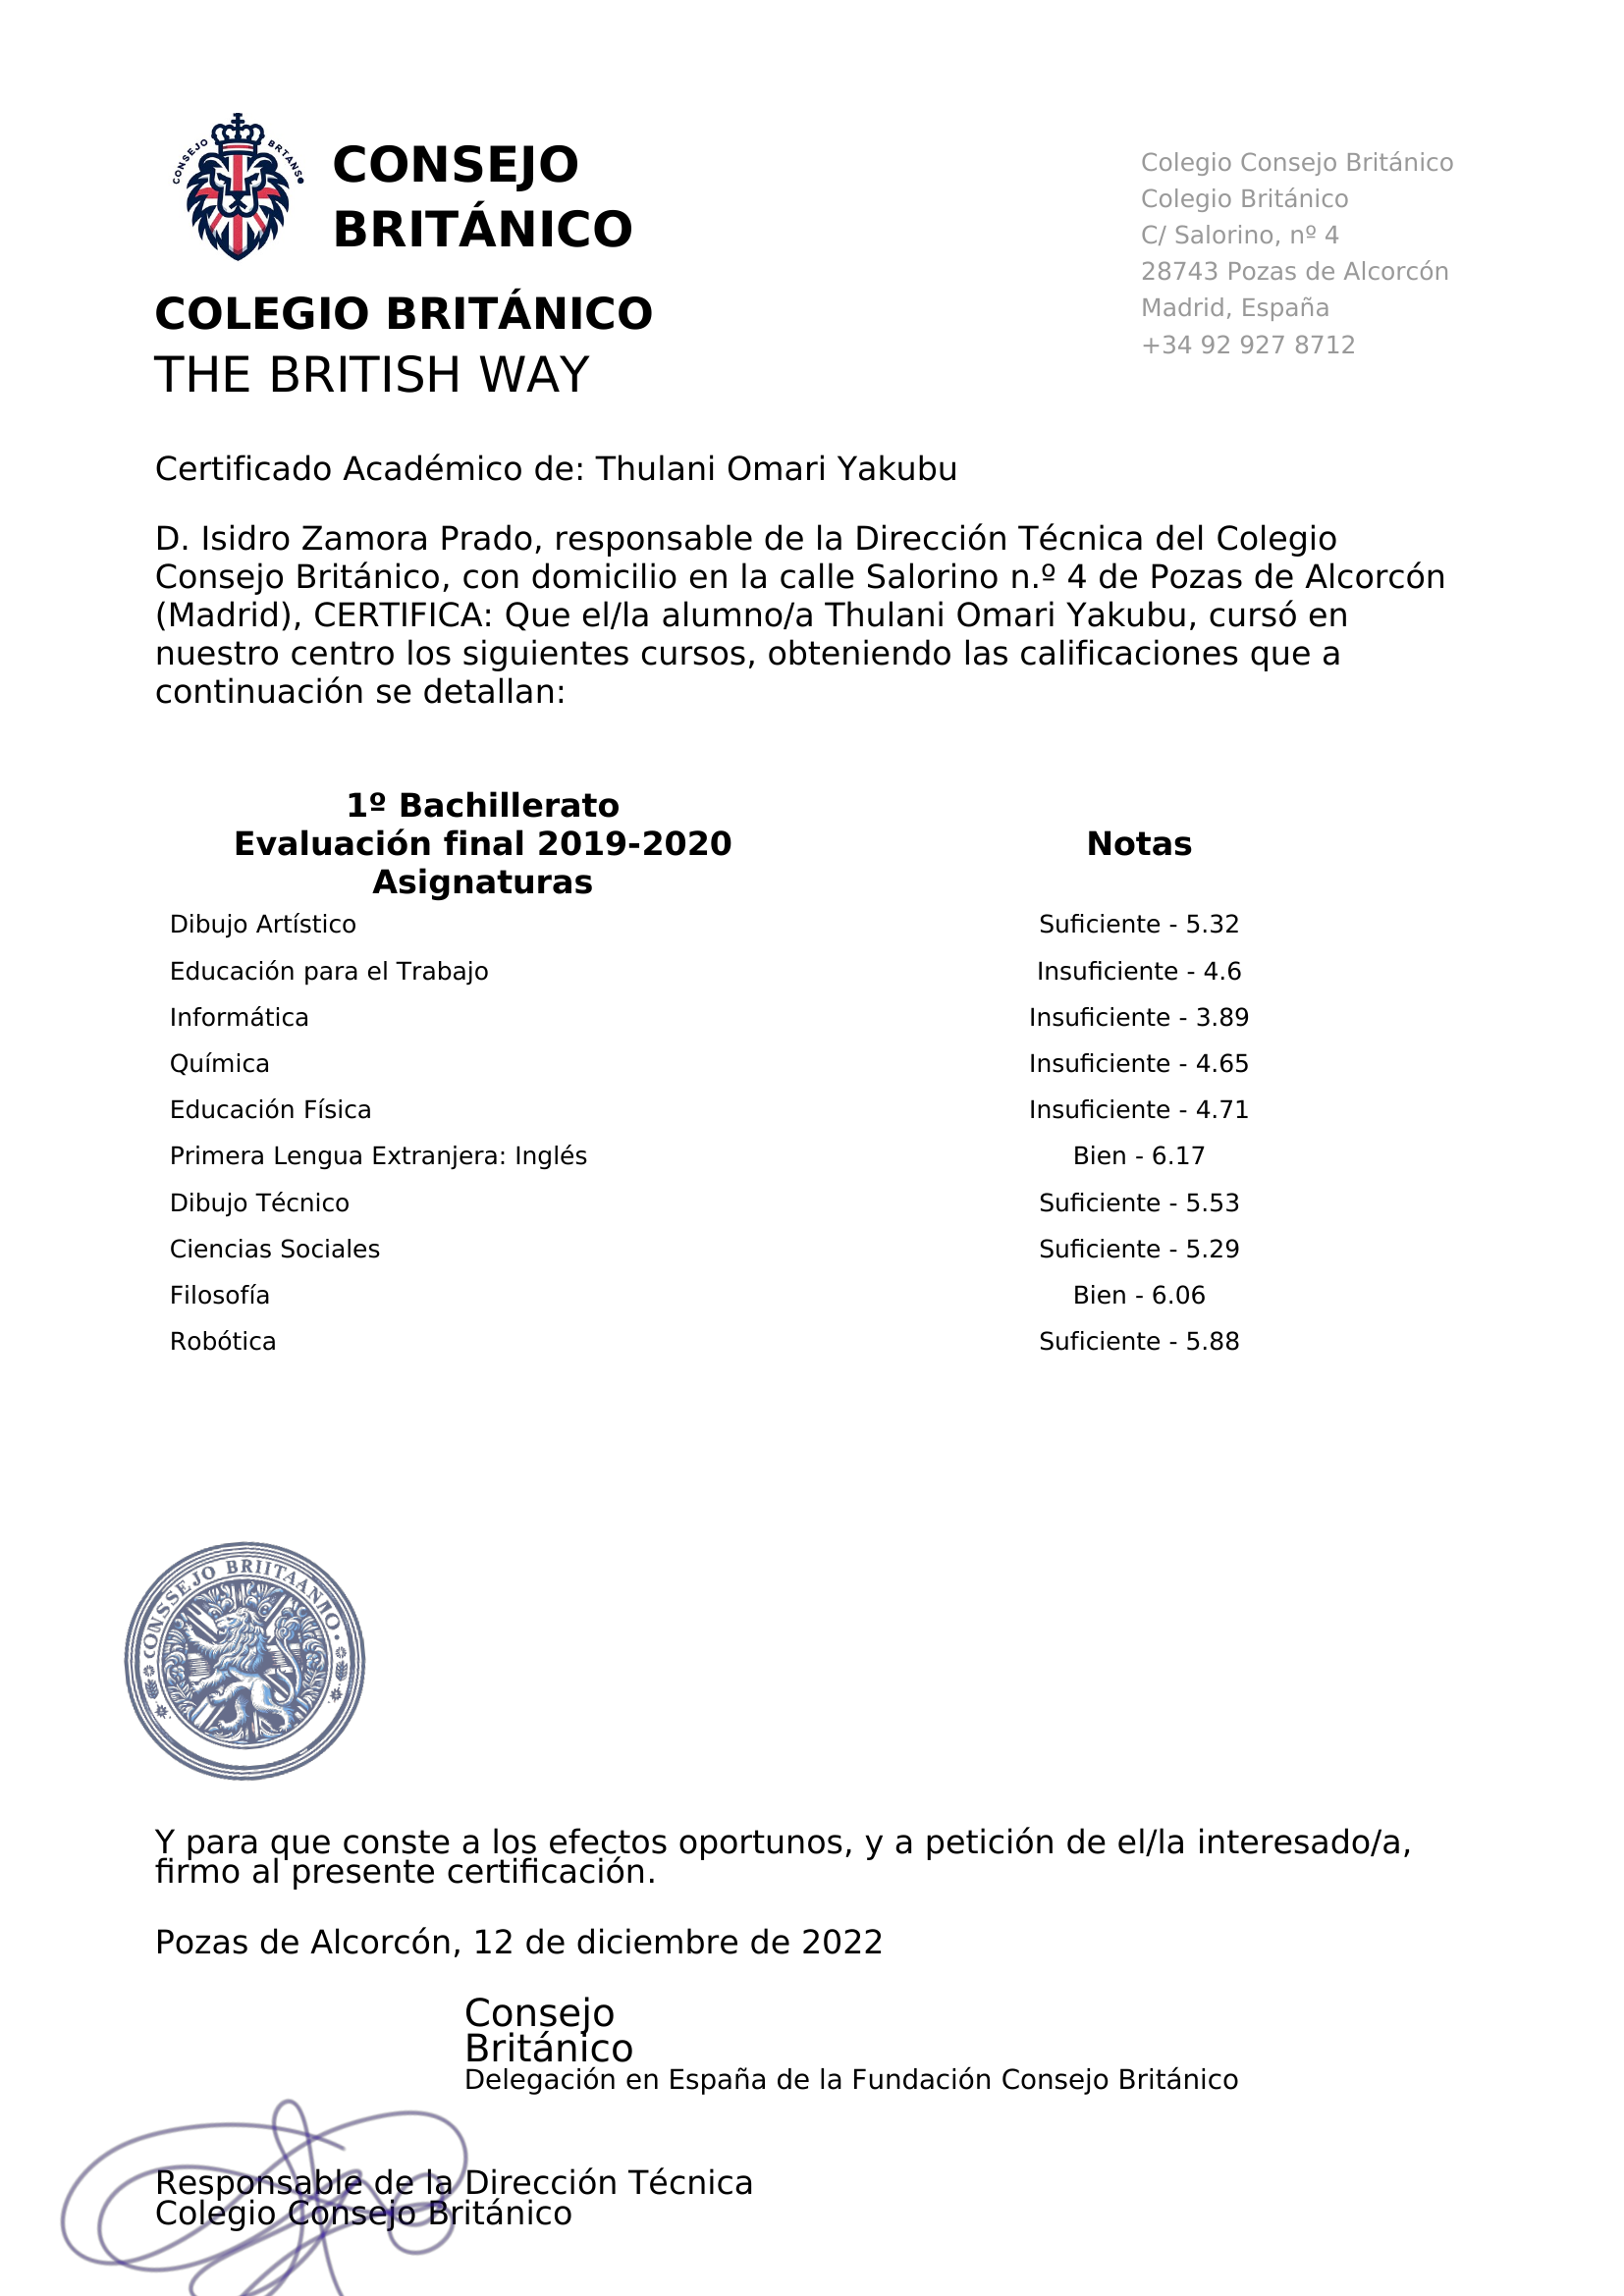 CONSEJO BRTANS
CONSEJO
BRITÁNICO
COLEGIO BRITÁNICO
THE BRITISH WAY
Colegio Consejo Británico
Colegio Británico
C/ Salorino, nº 4
28743 Pozas de Alcorcón
Madrid, España
+34 92 927 8712
Certificado Académico de: Thulani Omari Yakubu
D. Isidro Zamora Prado, responsable de la Dirección Técnica del Colegio
Consejo Británico, con domicilio en la calle Salorino n.º 4 de Pozas de Alcorcón
(Madrid), CERTIFICA: Que el/la alumno/a Thulani Omari Yakubu, cursó en
nuestro centro los siguientes cursos, obteniendo las calificaciones que a
continuación se detallan:
1º Bachillerato
Evaluación final 2019-2020 Notas
Asignaturas
Dibujo Artístico Suficiente - 5.32
Educación para el Trabajo Insuficiente - 4.6
Informática Insuficiente - 3.89
Química Insuficiente - 4.65
Educación Física Insuficiente - 4.71
Primera Lengua Extranjera: Inglés Bien - 6.17
Dibujo Técnico Suficiente - 5.53
Ciencias Sociales Suficiente - 5.29
Filosofía Bien - 6.06
Robótica Suficiente - 5.88
CONSSEJO BRIITAANIO
Y para que conste a los efectos oportunos, y a petición de el/la interesado/a,
firmo al presente certificación.
Pozas de Alcorcón, 12 de diciembre de 2022
Consejo
Británico
Delegación en España de la Fundación Consejo Británico
Responsable de la Dirección Técnica
Colegio Consejo Británico